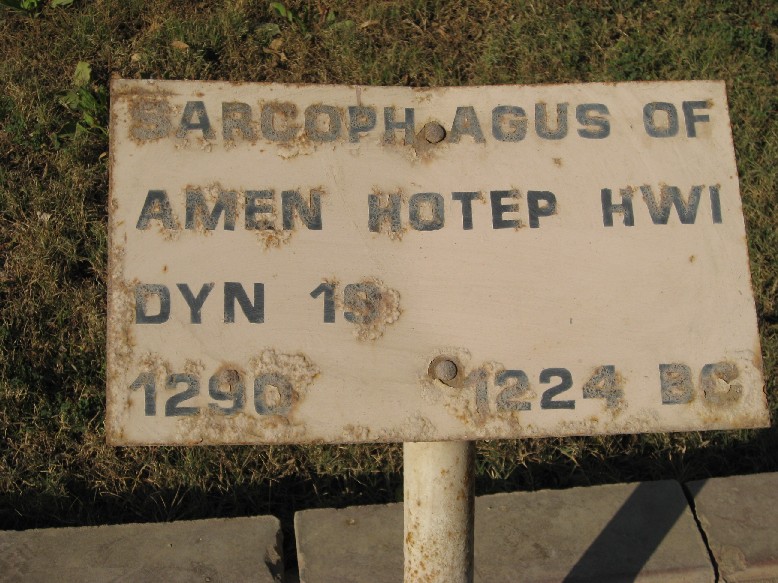 SARCOPHAGUS OF
AMEN HOTEP HWI
DYN 19
1290 1224 BC